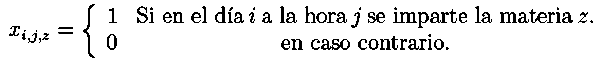 x_{i,j,z} = { 1 Si en el día i a la hora j se imparte la materia z.
0 en caso contrario.